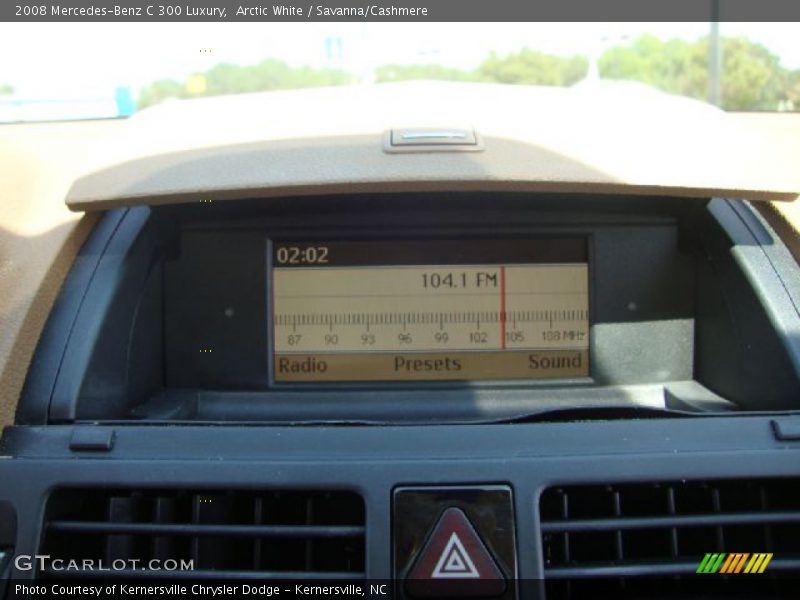 2008 Mercedes-Benz C 300 Luxury,  Arctic White / Savanna/Cashmere
02:02
104.1 FM
87 90 93 96 99 102 105 108 MHz
Radio Presets Sound
GTCARLOT.COM
Photo Courtesy of Kernersville Chrysler Dodge - Kernersville, NC